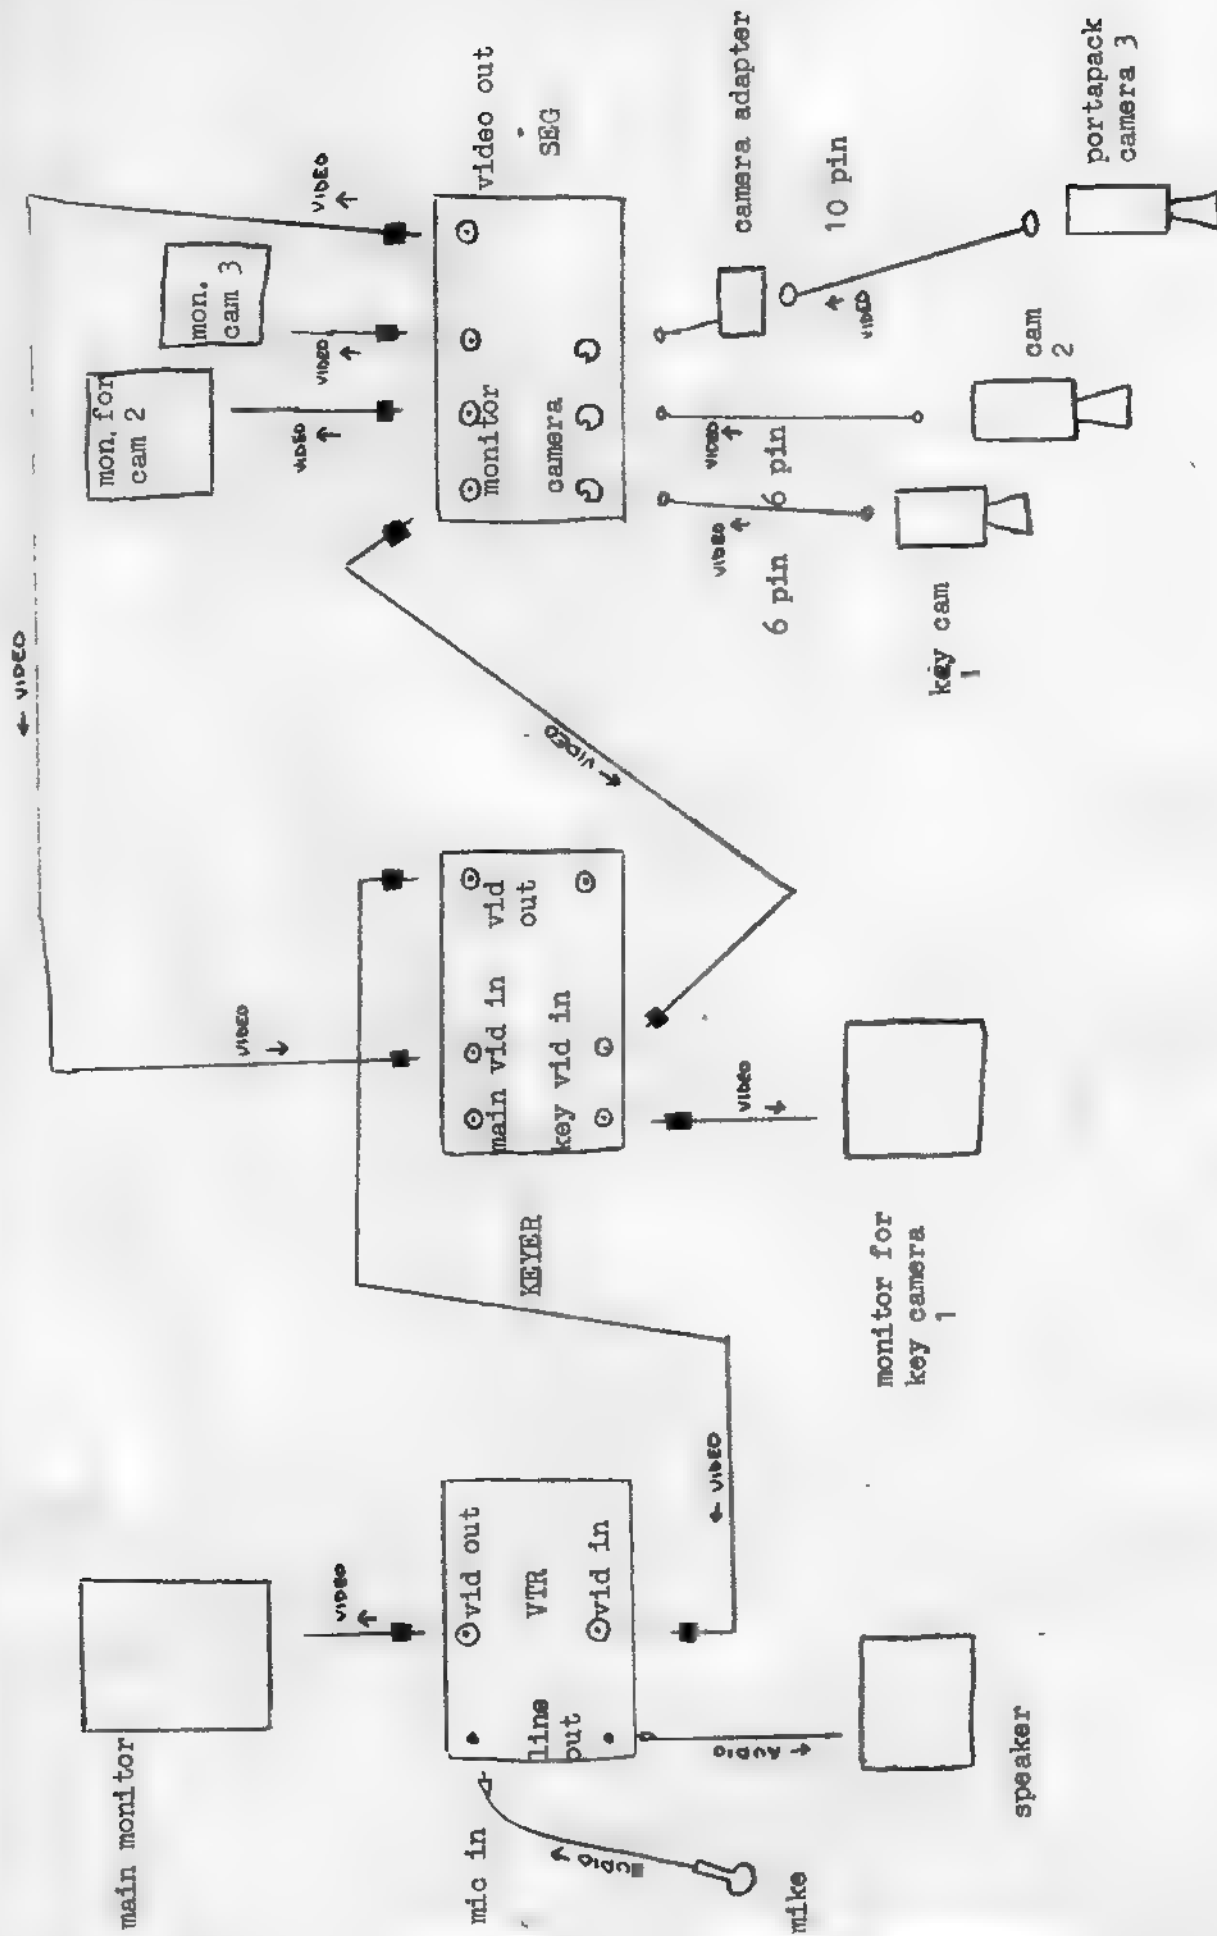 main monitor
VIDEO
mic in
vid out
VTR
vid in
line
out
mike
AUDIO
speaker
VIDEO
VIDEO
VIDEO
KEYER
main vid in
vid
out
key vid in
VIDEO
monitor for
key camera
1
VIDEO
mon. for
cam 2
mon.
cam 3
VIDEO
VIDEO
VIDEO
video out
SEG
monitor
camera
VIDEO
VIDEO
6 pin
6 pin
camera adapter
10 pin
VIDEO
key cam
1
cam
2
portapack
camera 3